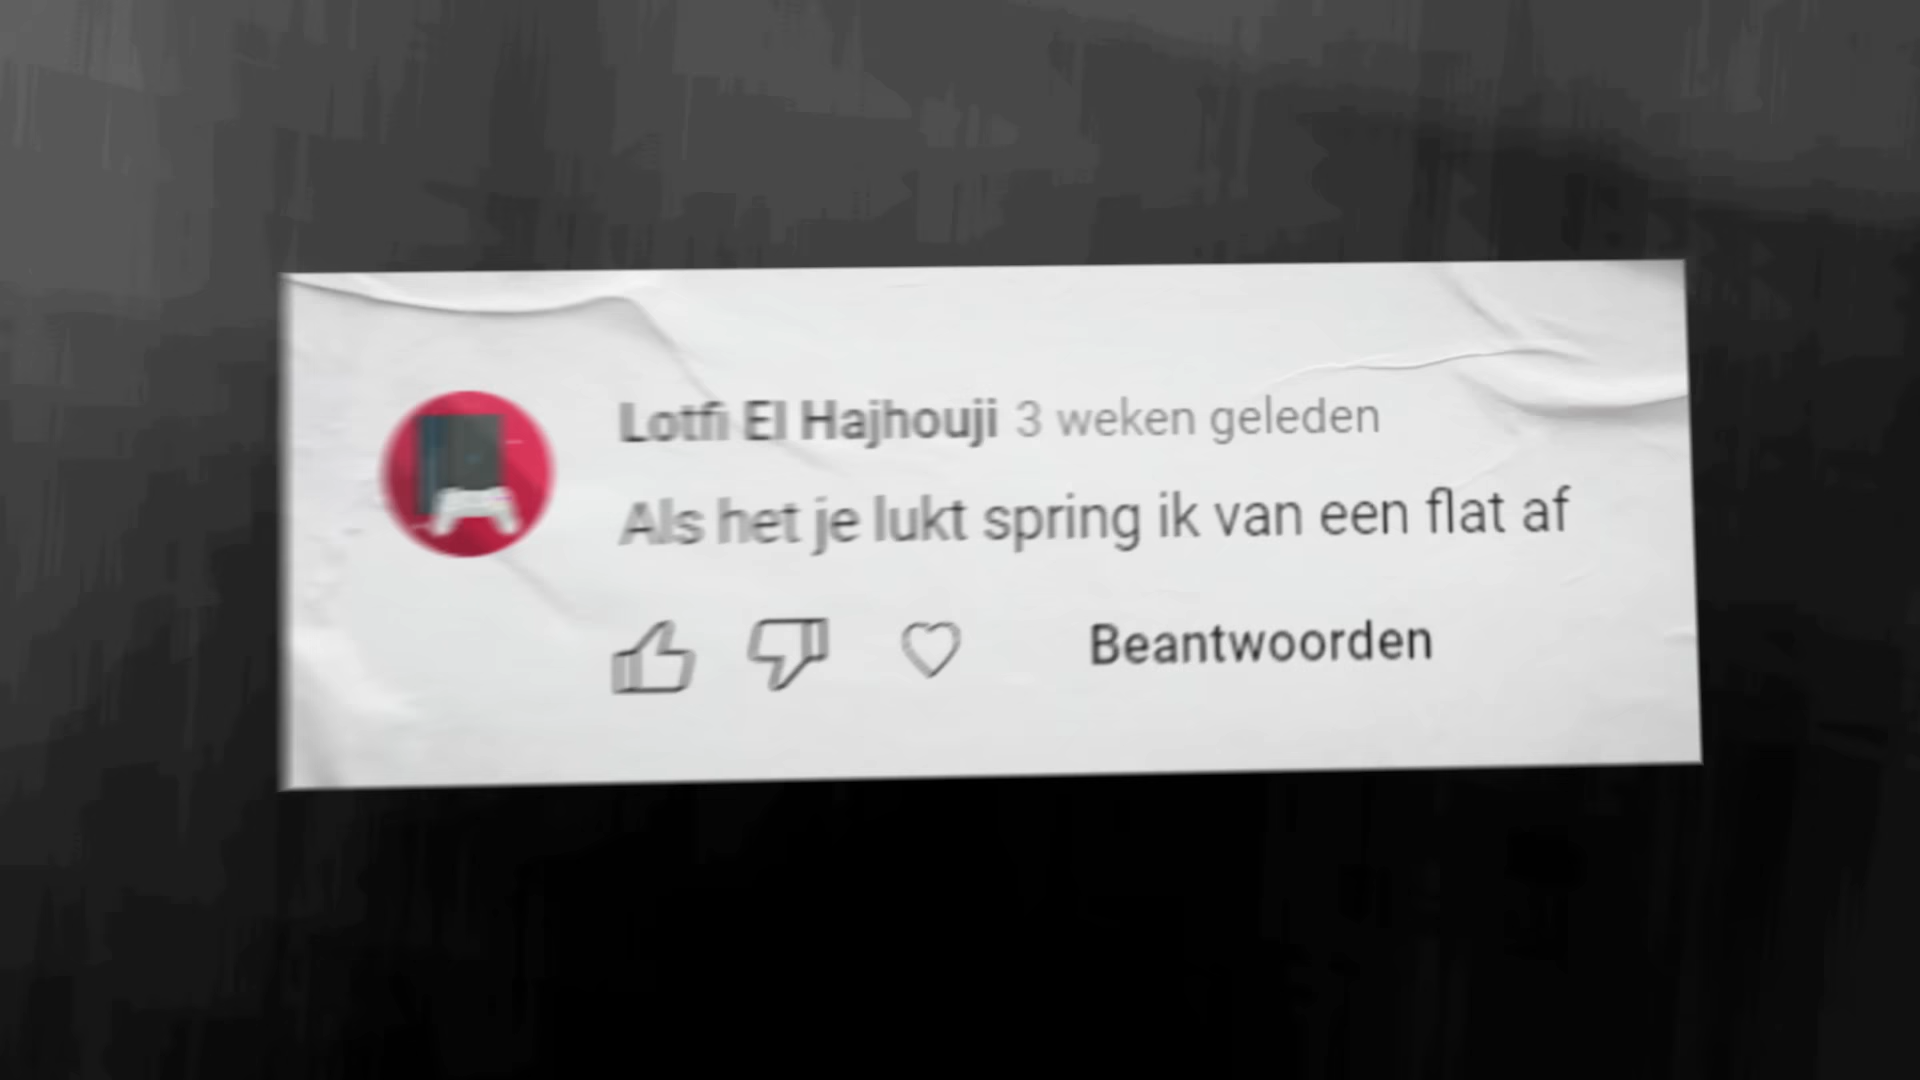 Lotfi El Hajhouji 3 weken geleden
Als het je lukt spring ik van een flat af
Beantwoorden